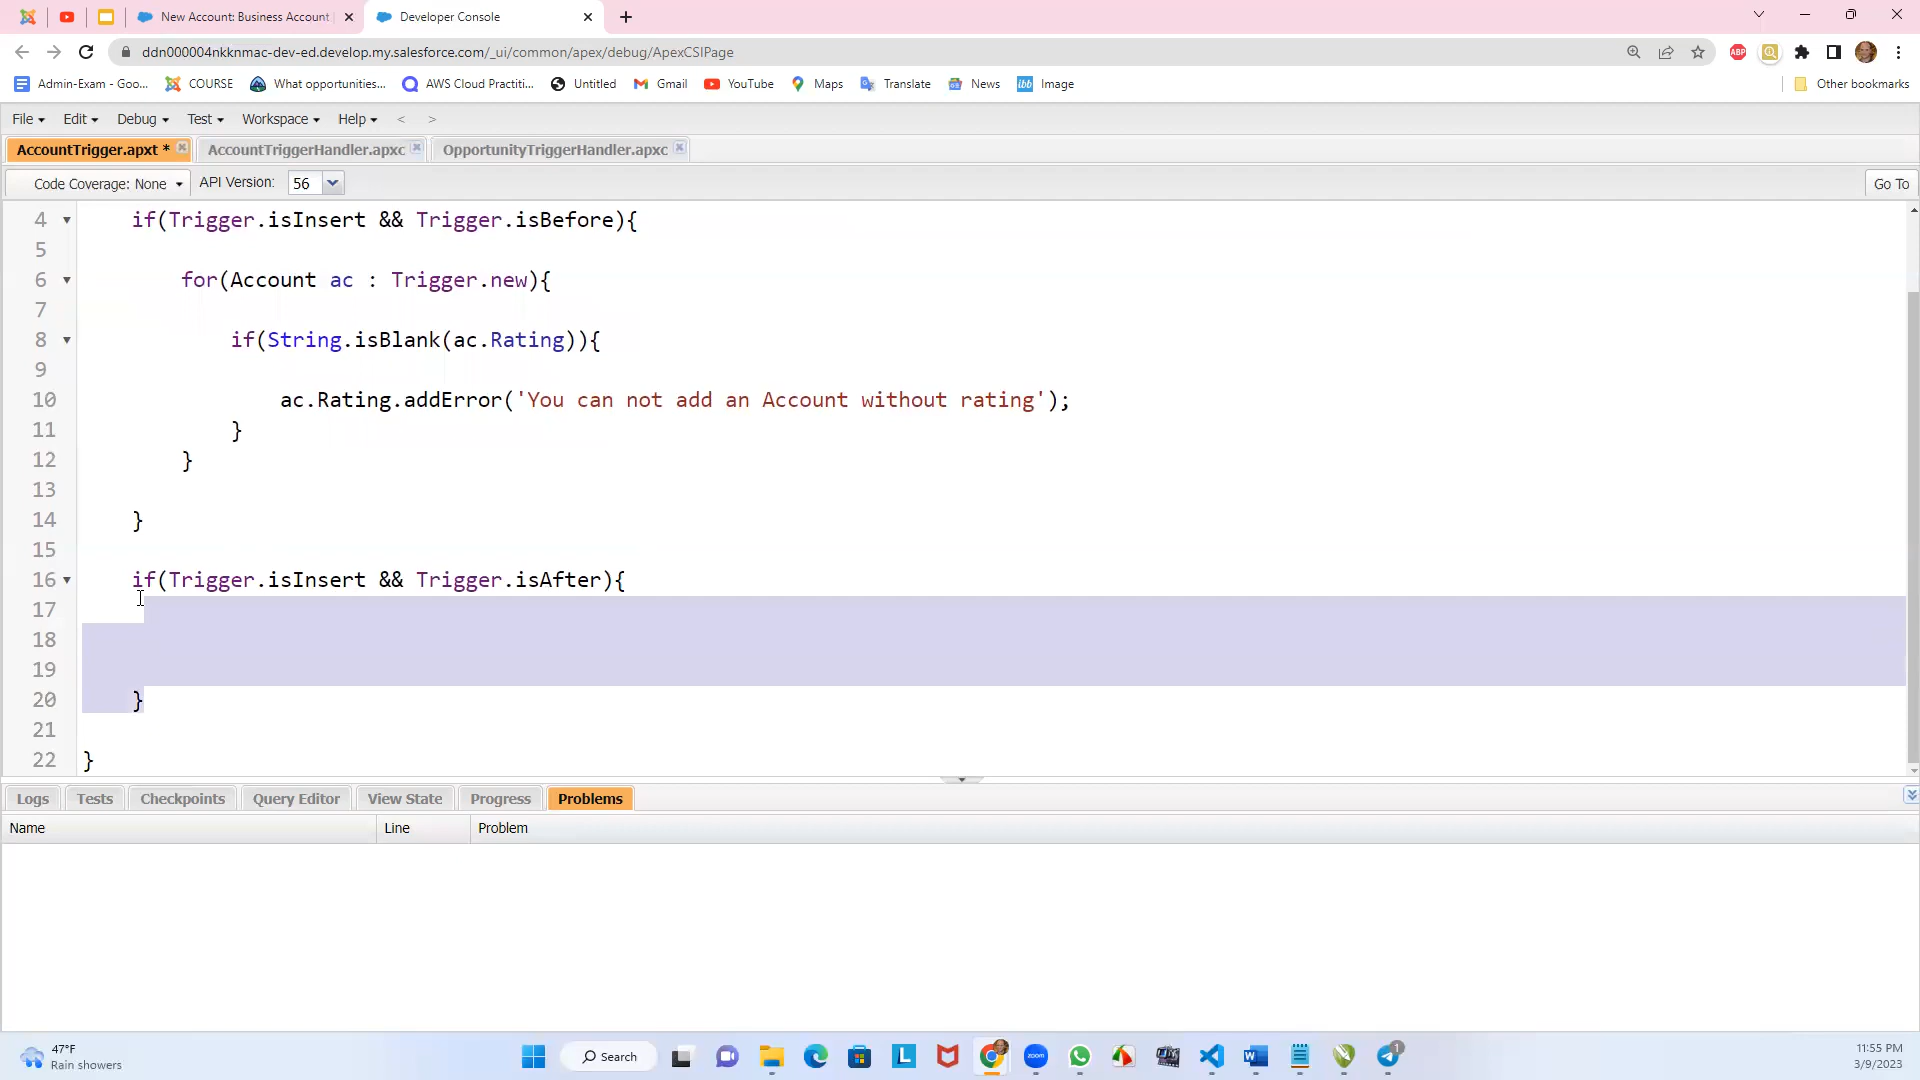 New Account: Business Account
Developer Console
ddn000004nkknmac-dev-ed.develop.my.salesforce.com/_ui/common/apex/debug/ApexCSIPage
ABP
Admin-Exam - Goo... COURSE What opportunities... AWS Cloud Practiti... Untitled Gmail YouTube Maps Translate ibb News Image Other bookmarks
File Edit Debug Test Workspace Help < >
AccountTrigger.apxt * AccountTriggerHandler.apxc OpportunityTriggerHandler.apxc
Code Coverage: None API Version: 56 Go To
4 if(Trigger.isInsert && Trigger.isBefore){
5
6 for(Account ac : Trigger.new){
7
8 if(String.isBlank(ac.Rating)){
9
10 ac.Rating.addError('You can not add an Account without rating');
11 }
12 }
13
14 }
15
16 if(Trigger.isInsert && Trigger.isAfter){
17
18
19
20 }
21
22 }
Logs Tests Checkpoints Query Editor View State Progress Problems
Name Line Problem
47°F
Rain showers
Search
L
zoom
1
11:55 PM
3/9/2023